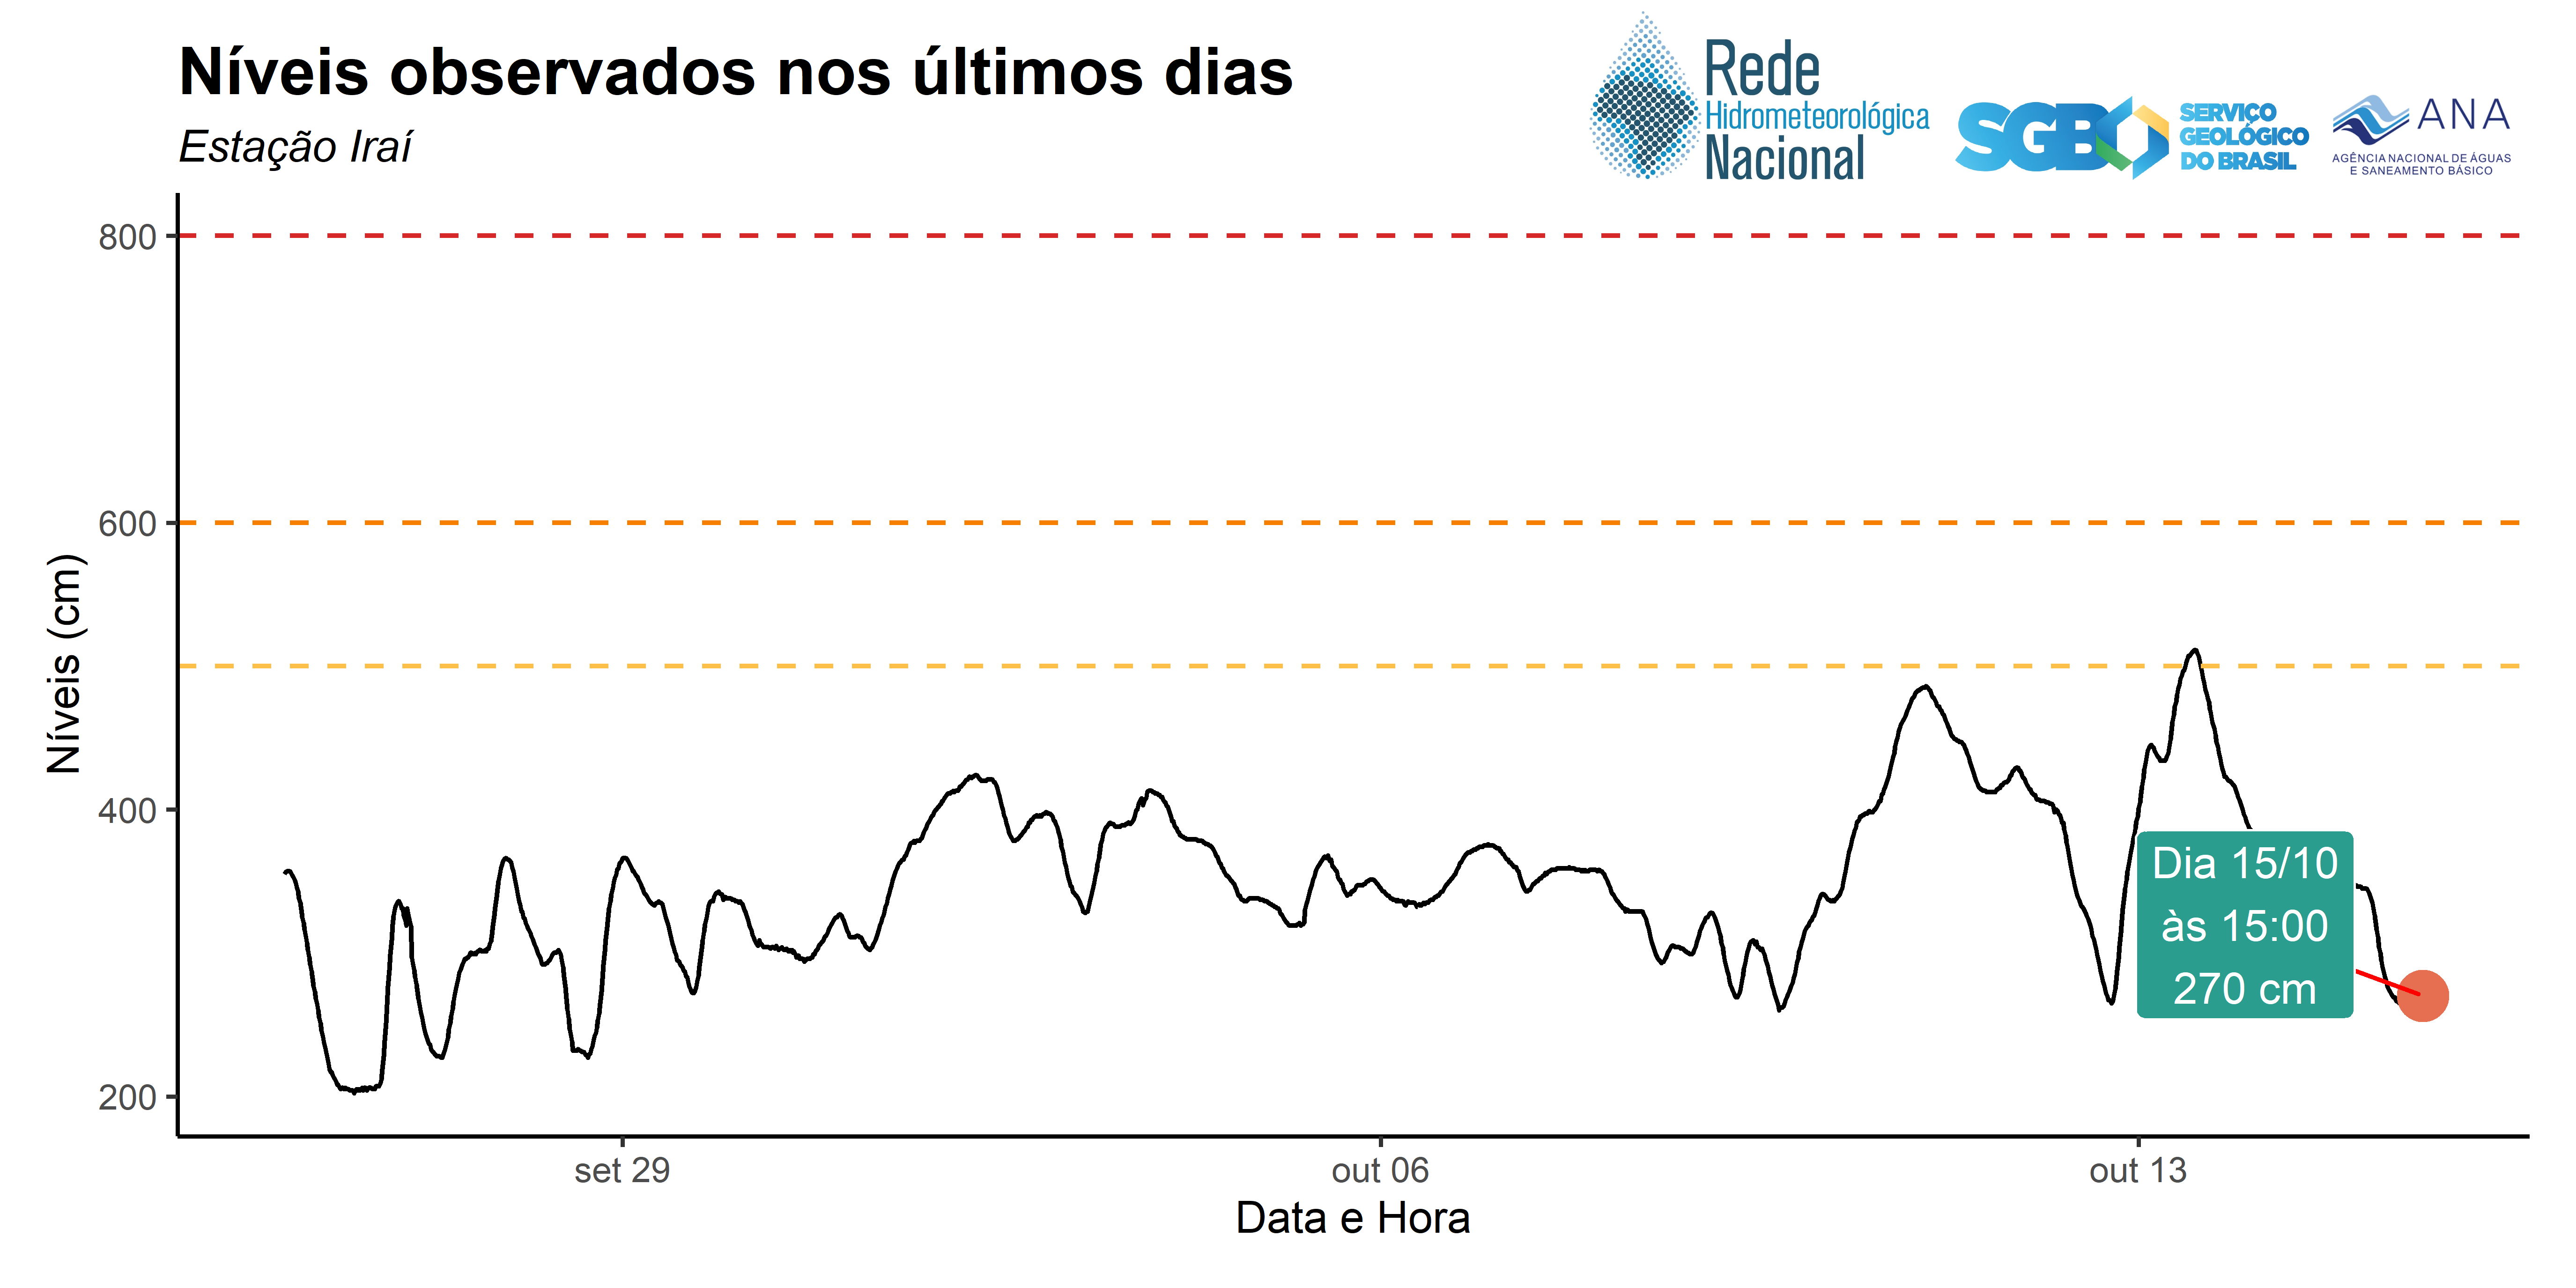 Níveis observados nos últimos dias
Estação Iraí
Rede
Hidrometeorológica
Nacional
SGB
SERVIÇO
GEOLÓGICO
DO BRASIL
ANA
AGÊNCIA NACIONAL DE ÁGUAS
E SANEAMENTO BÁSICO
Níveis (cm)
800
600
400
200
Dia 15/10
às 15:00
270 cm
set 29
out 06
out 13
Data e Hora